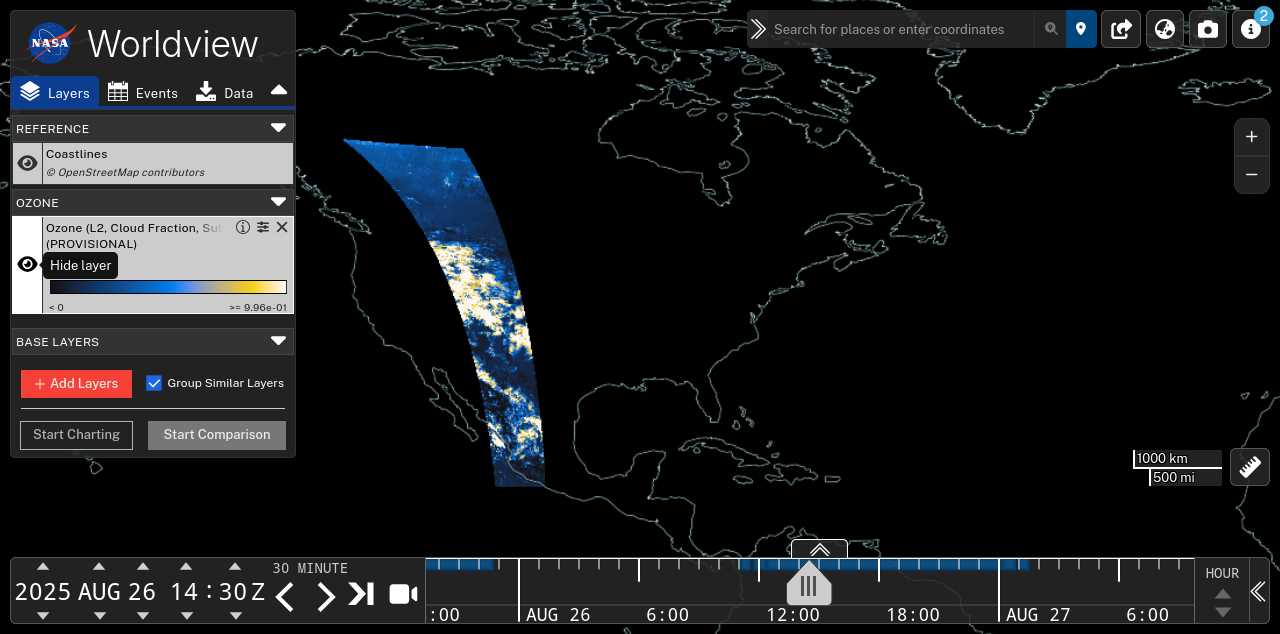 NASA
Worldview
Layers
Events
Data
Search for places or enter coordinates
2
REFERENCE
Coastlines
© OpenStreetMap contributors
OZONE
Ozone (L2, Cloud Fraction, Su
(PROVISIONAL)
Hide layer
< 0
>= 9.96e-01
BASE LAYERS
+ Add Layers
Group Similar Layers
Start Charting
Start Comparison
+
−
1000 km
500 mi
2025 AUG 26 14 : 30 Z
30 MINUTE
:00
AUG 26
6:00
12:00
18:00
AUG 27
6:00
HOUR